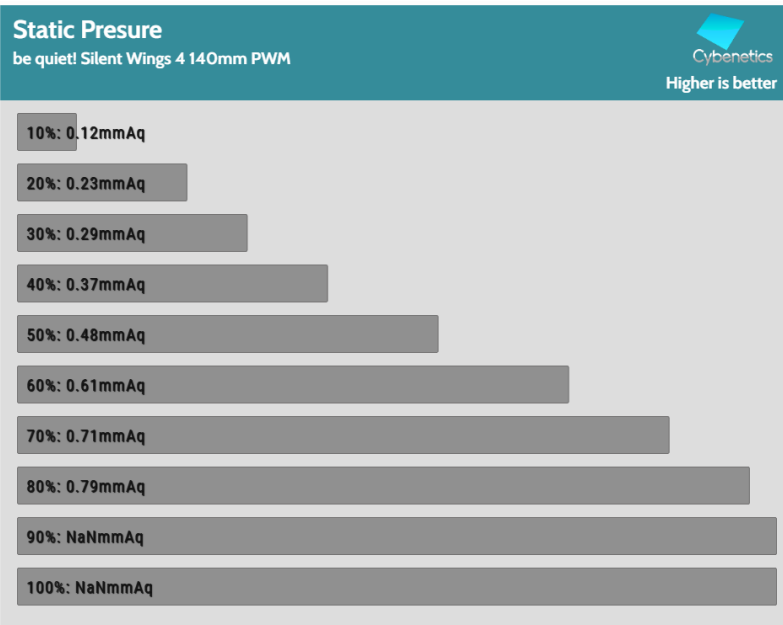 Static Presure
be quiet! Silent Wings 4 140mm PWM
Cybenetics
Higher is better
10%: 0.12mmAq
20%: 0.23mmAq
30%: 0.29mmAq
40%: 0.37mmAq
50%: 0.48mmAq
60%: 0.61mmAq
70%: 0.71mmAq
80%: 0.79mmAq
90%: NaNmmAq
100%: NaNmmAq